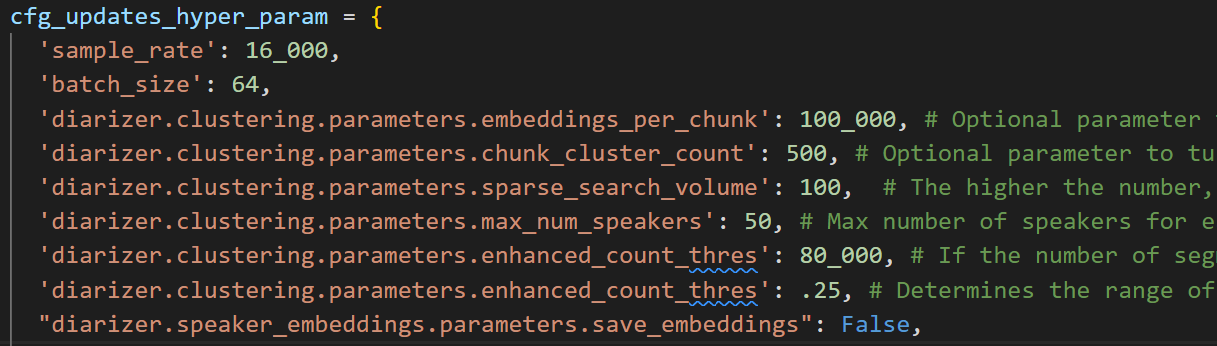 cfg_updates_hyper_param = {
'sample_rate': 16_000,
'batch_size': 64,
'diarizer.clustering.parameters.embeddings_per_chunk': 100_000, # Optional parameter
'diarizer.clustering.parameters.chunk_cluster_count': 500, # Optional parameter to
'diarizer.clustering.parameters.sparse_search_volume': 100,  # The higher the number,
'diarizer.clustering.parameters.max_num_speakers': 50, # Max number of speakers for
'diarizer.clustering.parameters.enhanced_count_thres': 80_000, # If the number of
'diarizer.clustering.parameters.enhanced_count_thres': .25, # Determines the range of
"diarizer.speaker_embeddings.parameters.save_embeddings": False,